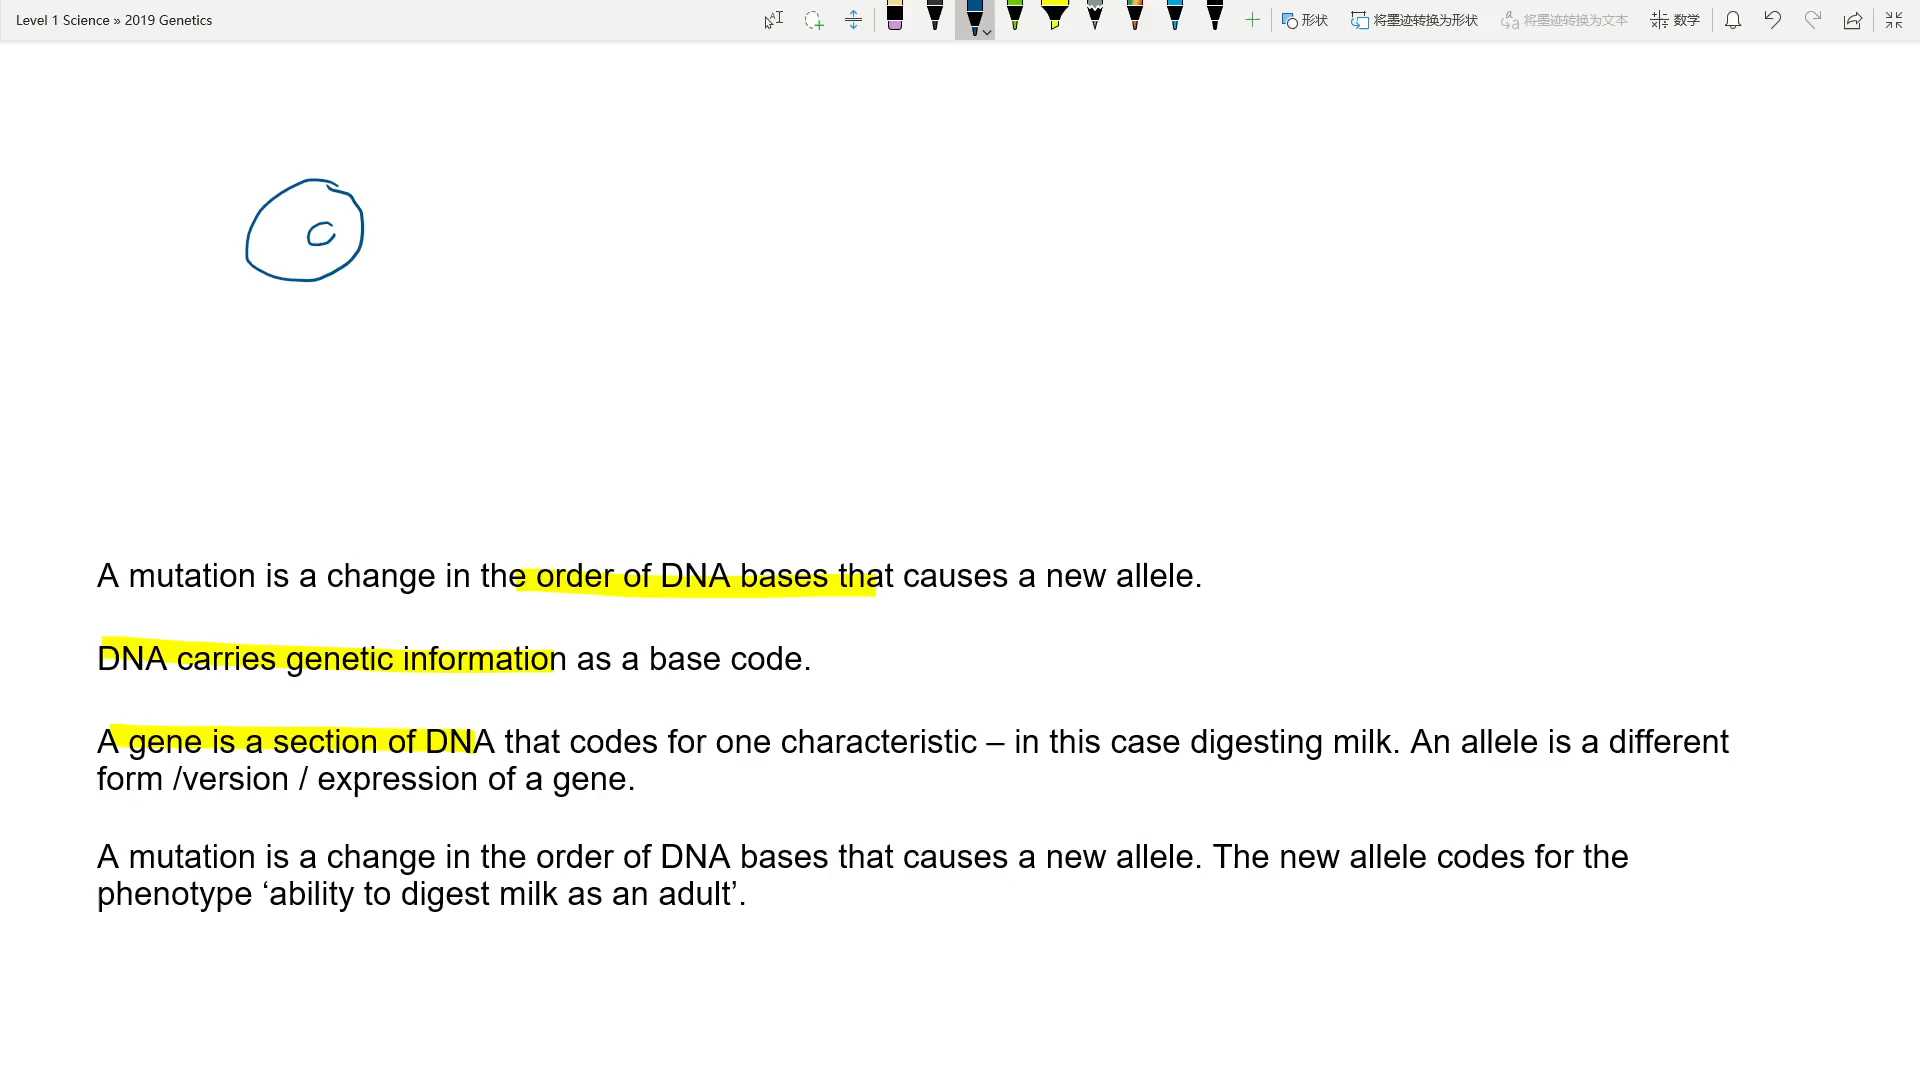 Level 1 Science » 2019 Genetics
形状 将墨迹转换为形状 将墨迹转换为文本 数学
A mutation is a change in the order of DNA bases that causes a new allele.
DNA carries genetic information as a base code.
A gene is a section of DNA that codes for one characteristic – in this case digesting milk. An allele is a different
form /version / expression of a gene.
A mutation is a change in the order of DNA bases that causes a new allele. The new allele codes for the
phenotype ‘ability to digest milk as an adult’.